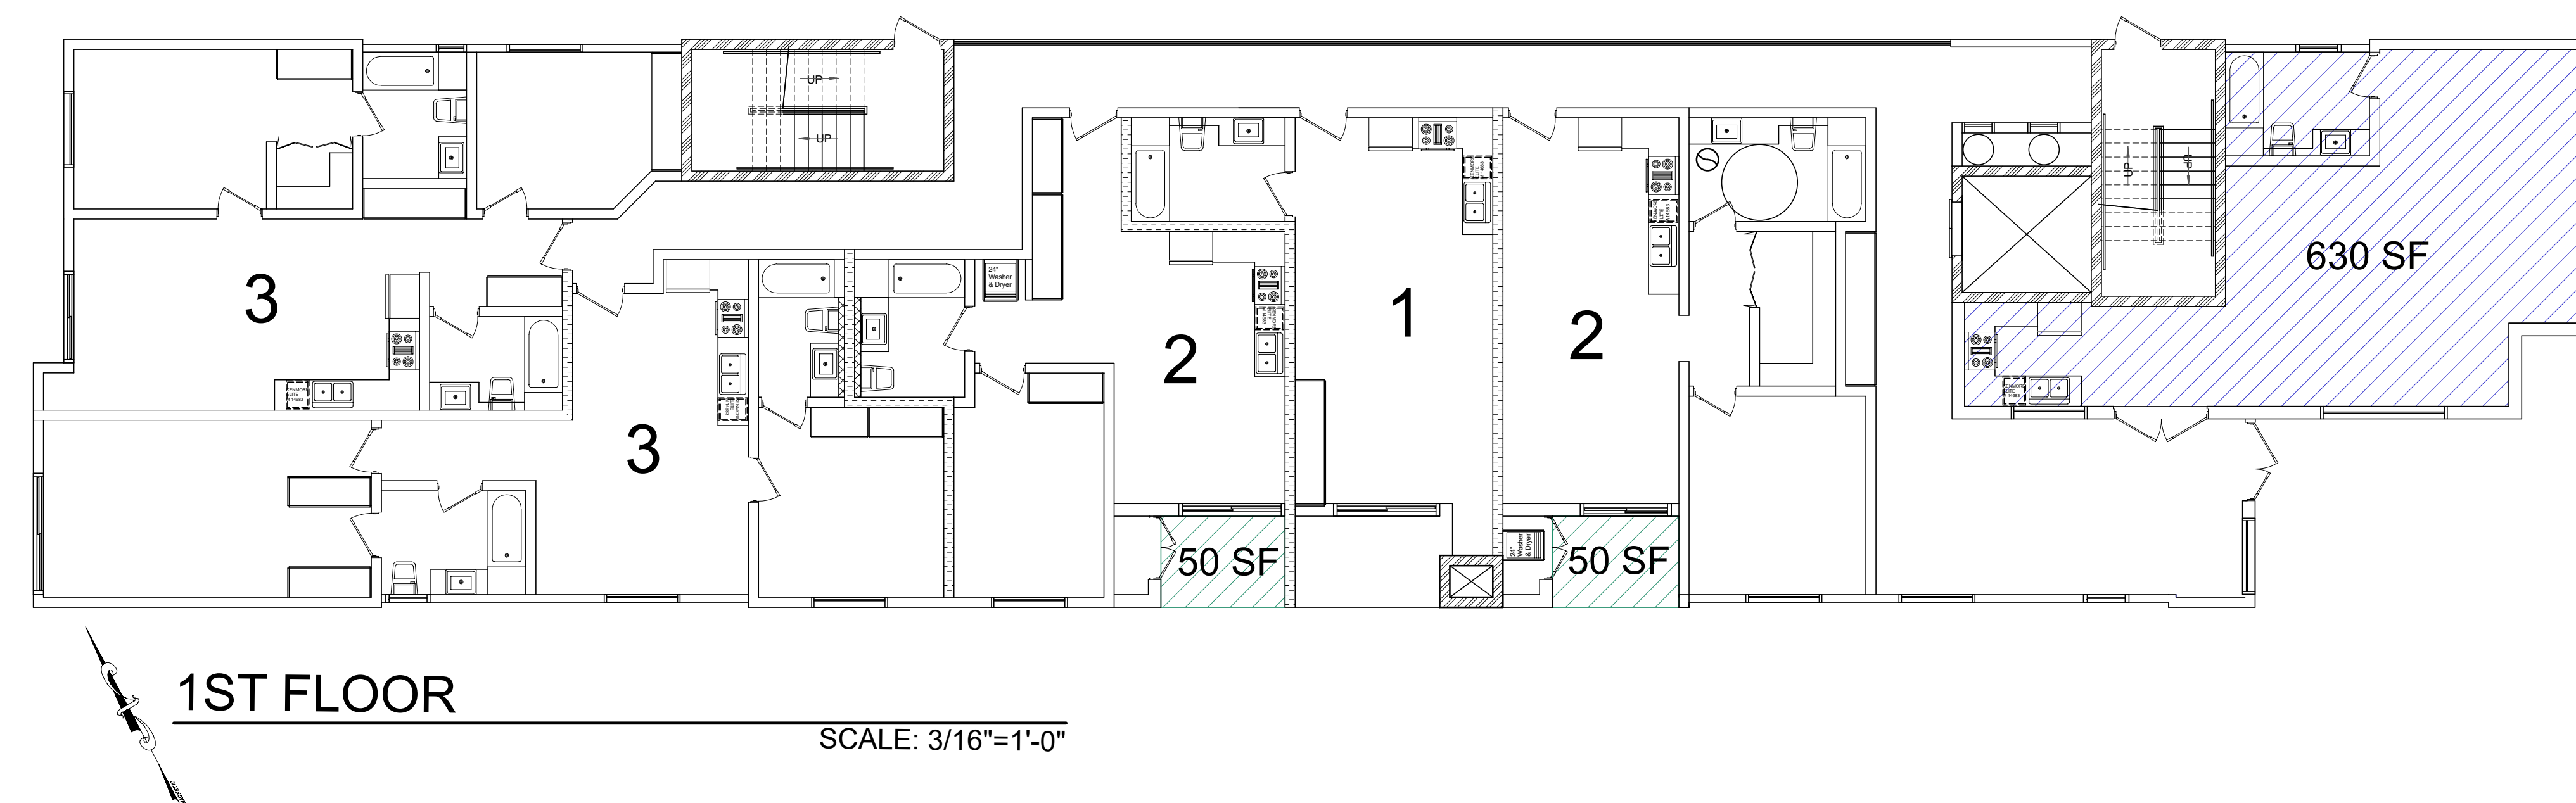 UP
UP
UP
UP
24"
Washer
& Dryer
630 SF
3
1
2
2
3
50 SF
50 SF
24"
Washer
& Dryer
1ST FLOOR
SCALE: 3/16"=1'-0"